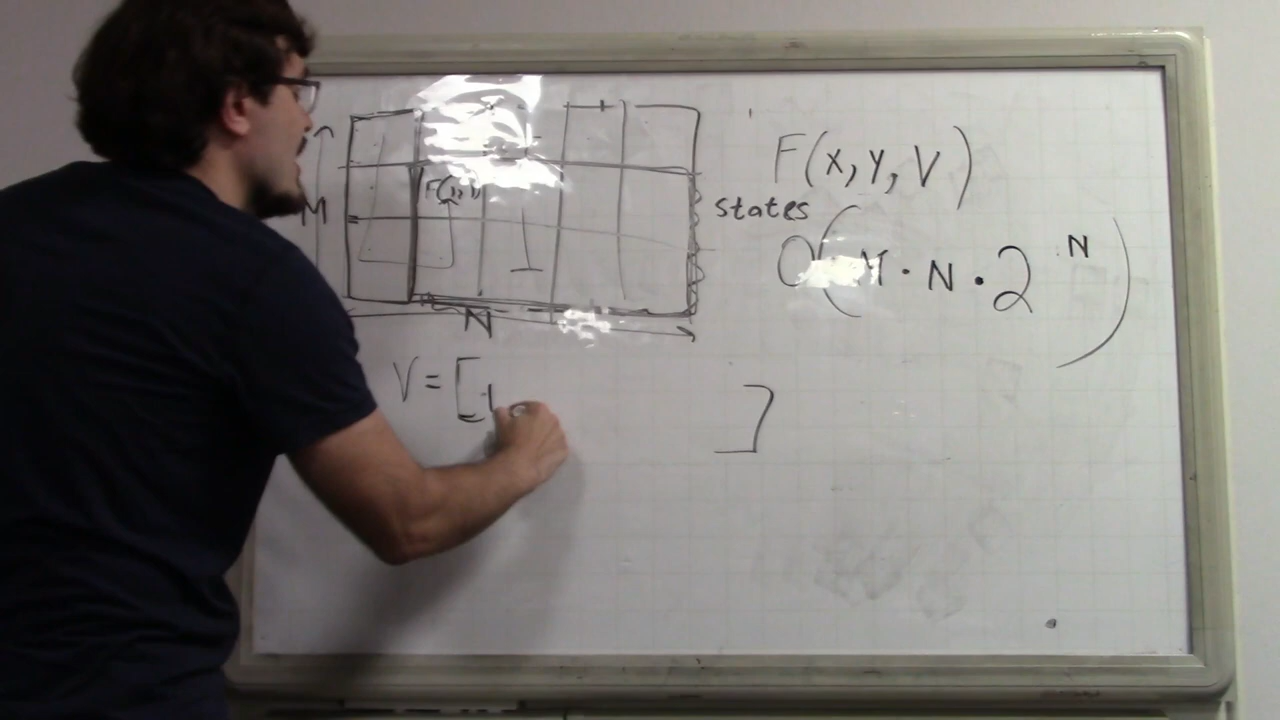 F(x, y, V)
M
states
O(M · N · 2^N)
N
V = [1
]